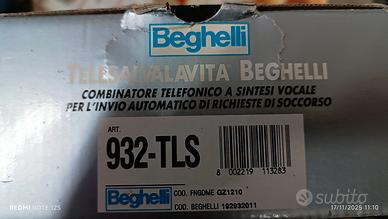 Beghelli
TELESALVALAVITA BEGHELLI
COMBINATORE TELEFONICO A SINTESI VOCALE
PER L'INVIO AUTOMATICO DI RICHIESTE DI SOCCORSO
ART.
932-TLS
8 002219 113283
Beghelli
COD. FNGDME QZ1210
COD. BEGHELLI 192932011
REDMI NOTE 12S
17/11/2025 11:10
subito